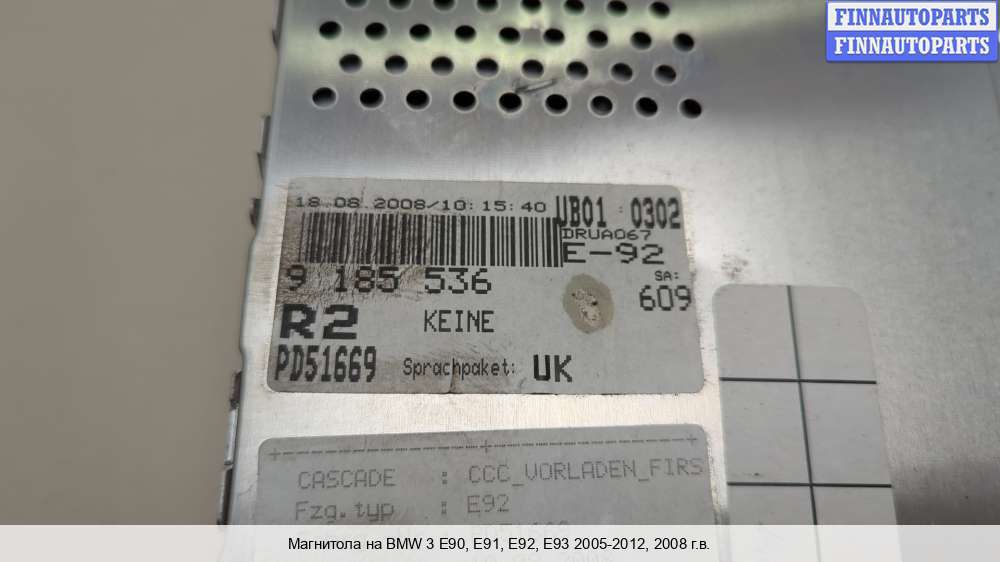 FINNAUTOPARTS
FINNAUTOPARTS
18.08.2008/10:15:40 UB01 0302
DRUA067
E-92
9 185 536
SA:
609
R2 KEINE
PD51669 Sprachpaket: UK
CASCADE : CCC_VORLADEN_FIRS
Fzg.typ : E92
Магнитола на BMW 3 E90, E91, E92, E93 2005-2012, 2008 г.в.